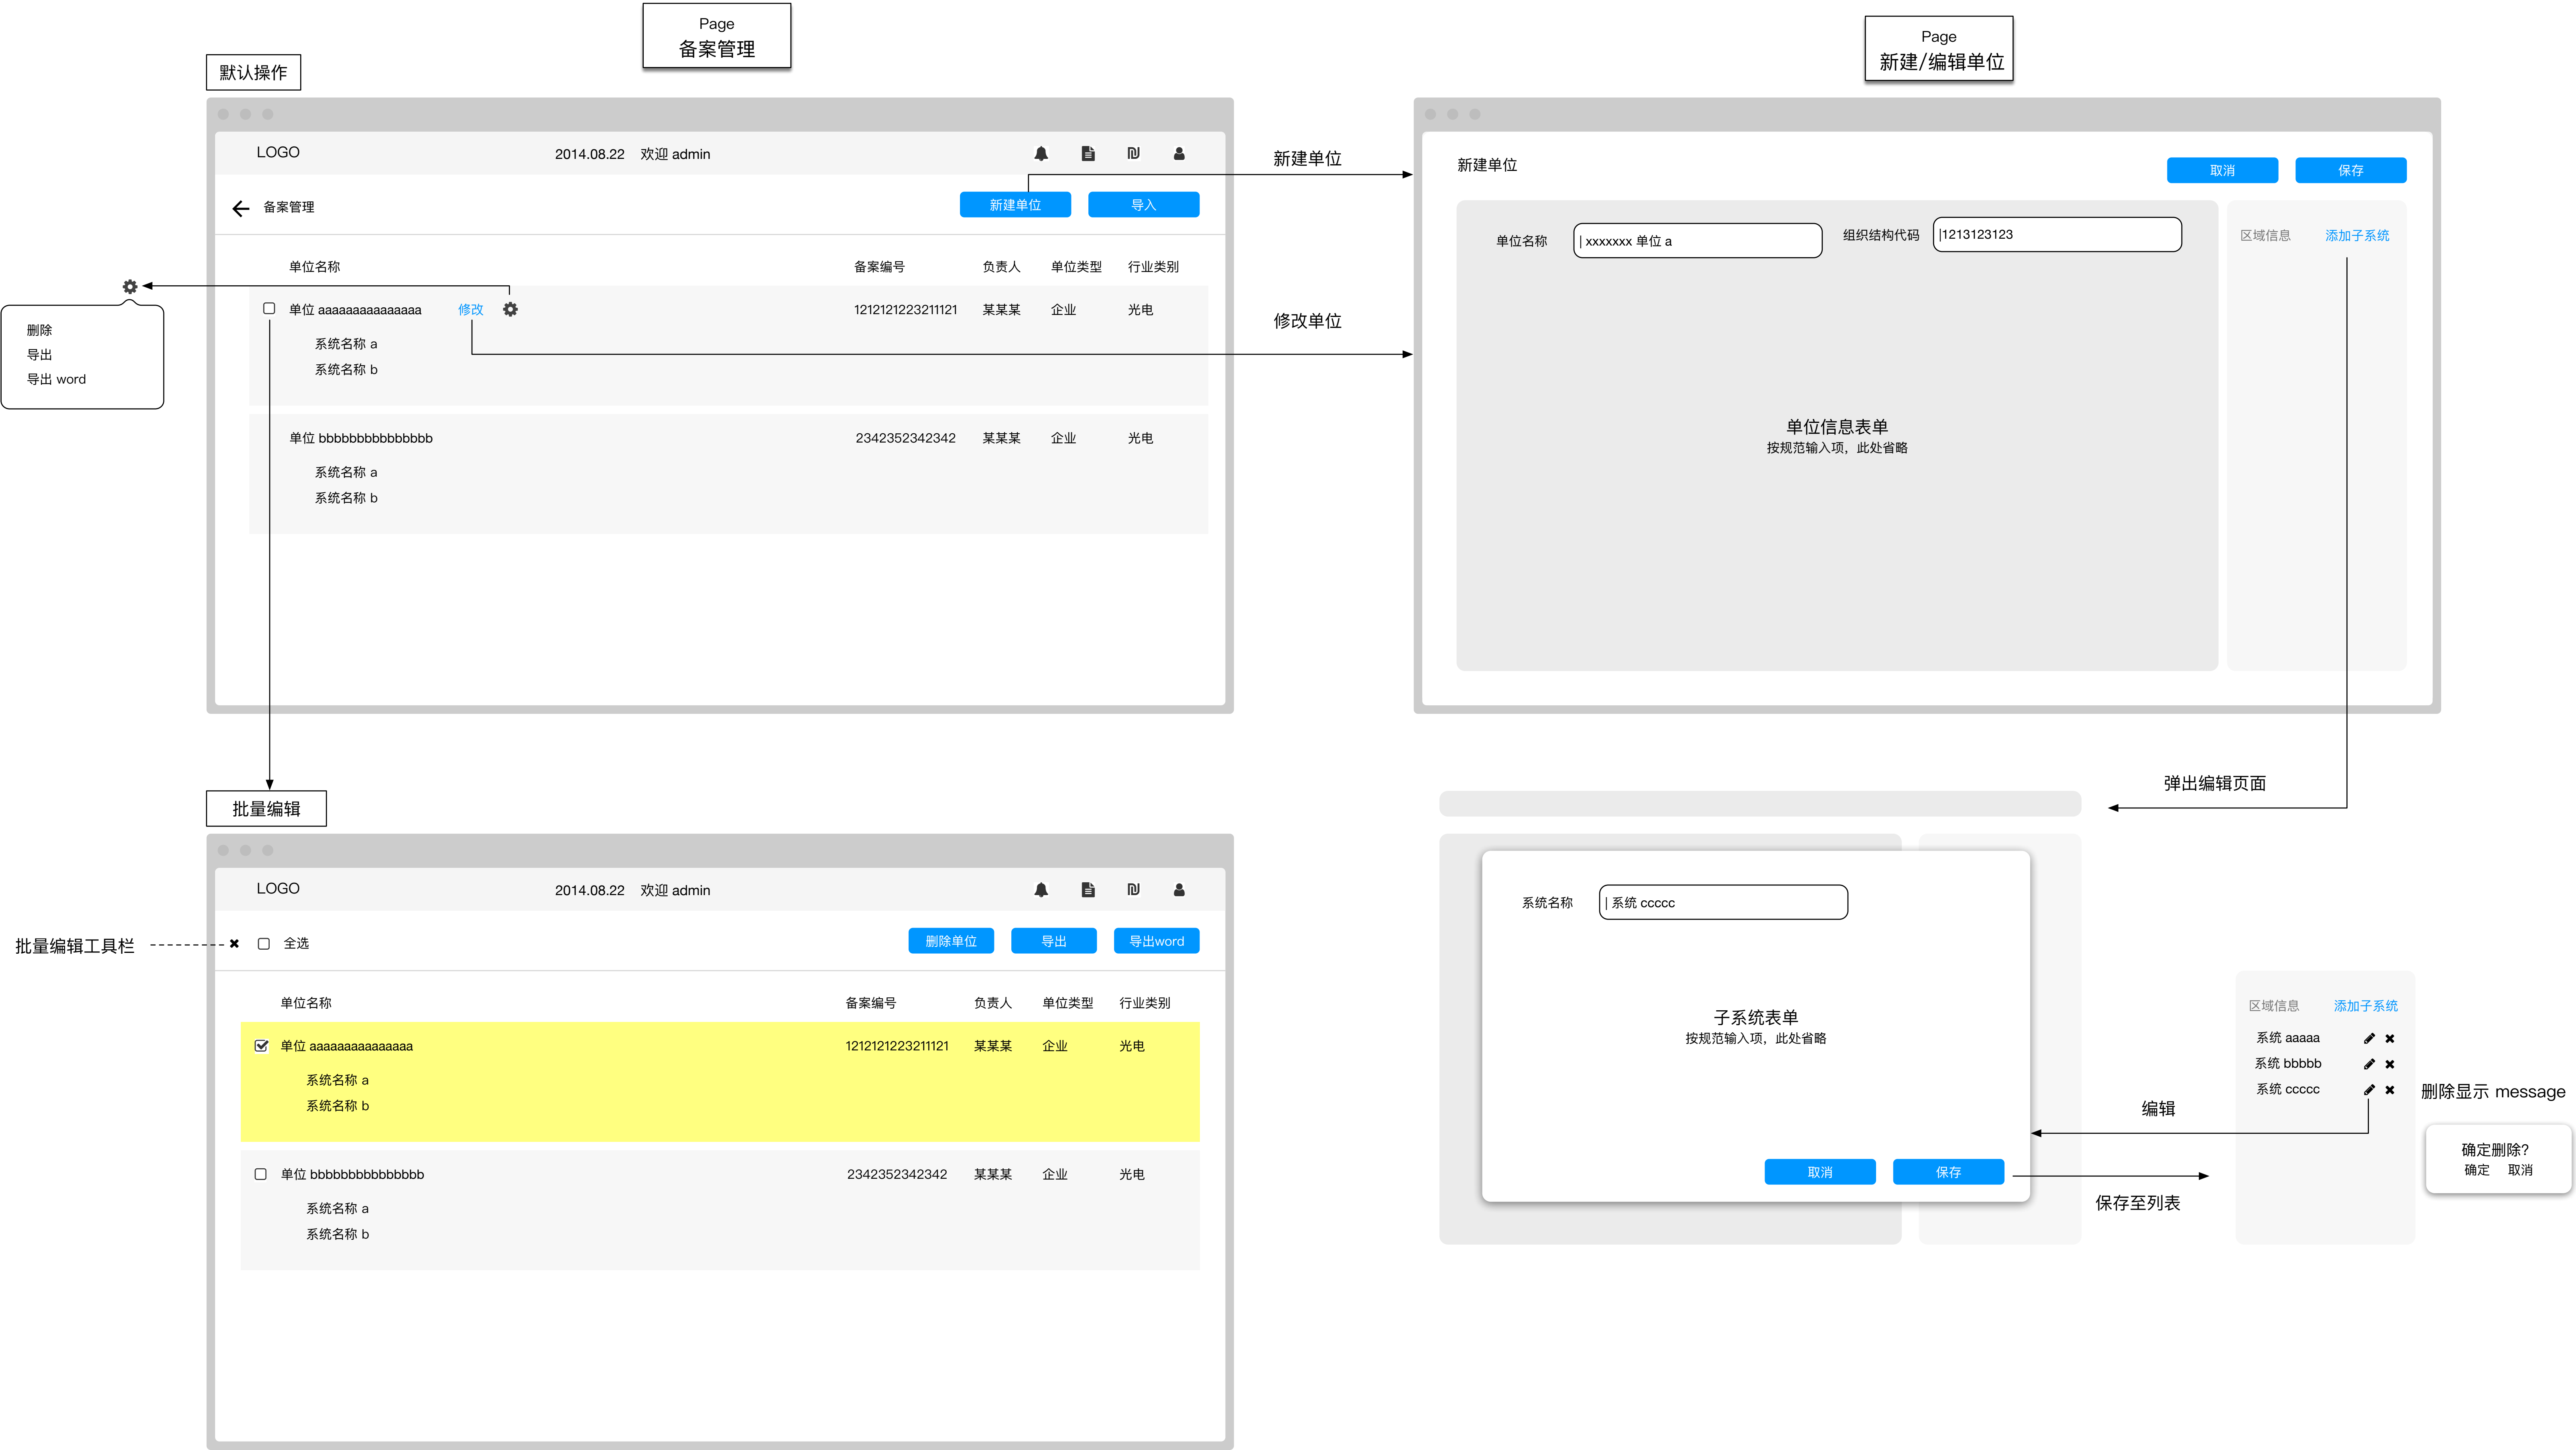 Page
备案管理
Page
新建/编辑单位
默认操作
LOGO
2014.08.22 欢迎 admin
备案管理
新建单位
导入
单位名称 备案编号 负责人 单位类型 行业类别
单位 aaaaaaaaaaaaaaa 修改 1212121223211121 某某某 企业 光电
系统名称 a
系统名称 b
单位 bbbbbbbbbbbbbbb 2342352342342 某某某 企业 光电
系统名称 a
系统名称 b
删除
导出
导出 word
新建单位
修改单位
新建单位
取消
保存
单位名称 | xxxxxxx 单位 a
组织结构代码 |1213123123
区域信息 添加子系统
单位信息表单
按规范输入项，此处省略
弹出编辑页面
批量编辑
LOGO
2014.08.22 欢迎 admin
批量编辑工具栏
全选
删除单位
导出
导出word
单位名称 备案编号 负责人 单位类型 行业类别
单位 aaaaaaaaaaaaaaa 1212121223211121 某某某 企业 光电
系统名称 a
系统名称 b
单位 bbbbbbbbbbbbbbb 2342352342342 某某某 企业 光电
系统名称 a
系统名称 b
系统名称 | 系统 ccccc
子系统表单
按规范输入项，此处省略
取消
保存
编辑
保存至列表
区域信息 添加子系统
系统 aaaaa
系统 bbbbb
系统 ccccc
删除显示 message
确定删除?
确定 取消